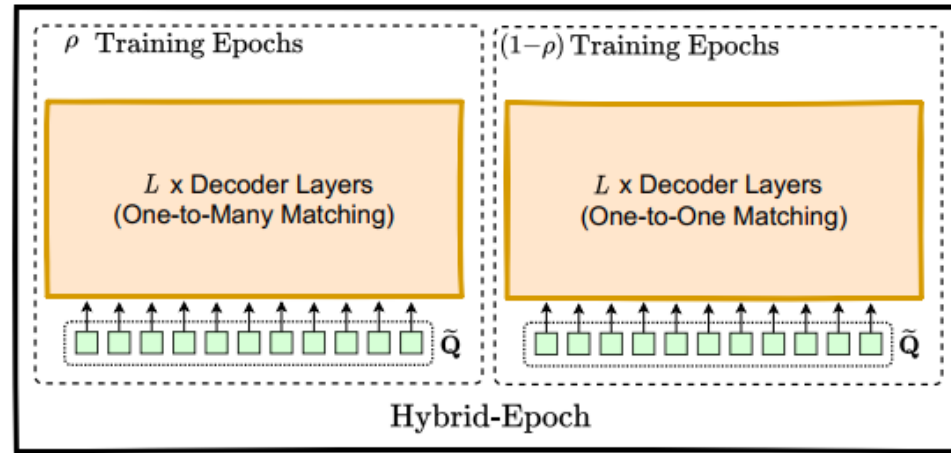 ρ Training Epochs
L x Decoder Layers
(One-to-Many Matching)
Q̃
(1−ρ) Training Epochs
L x Decoder Layers
(One-to-One Matching)
Q̃
Hybrid-Epoch